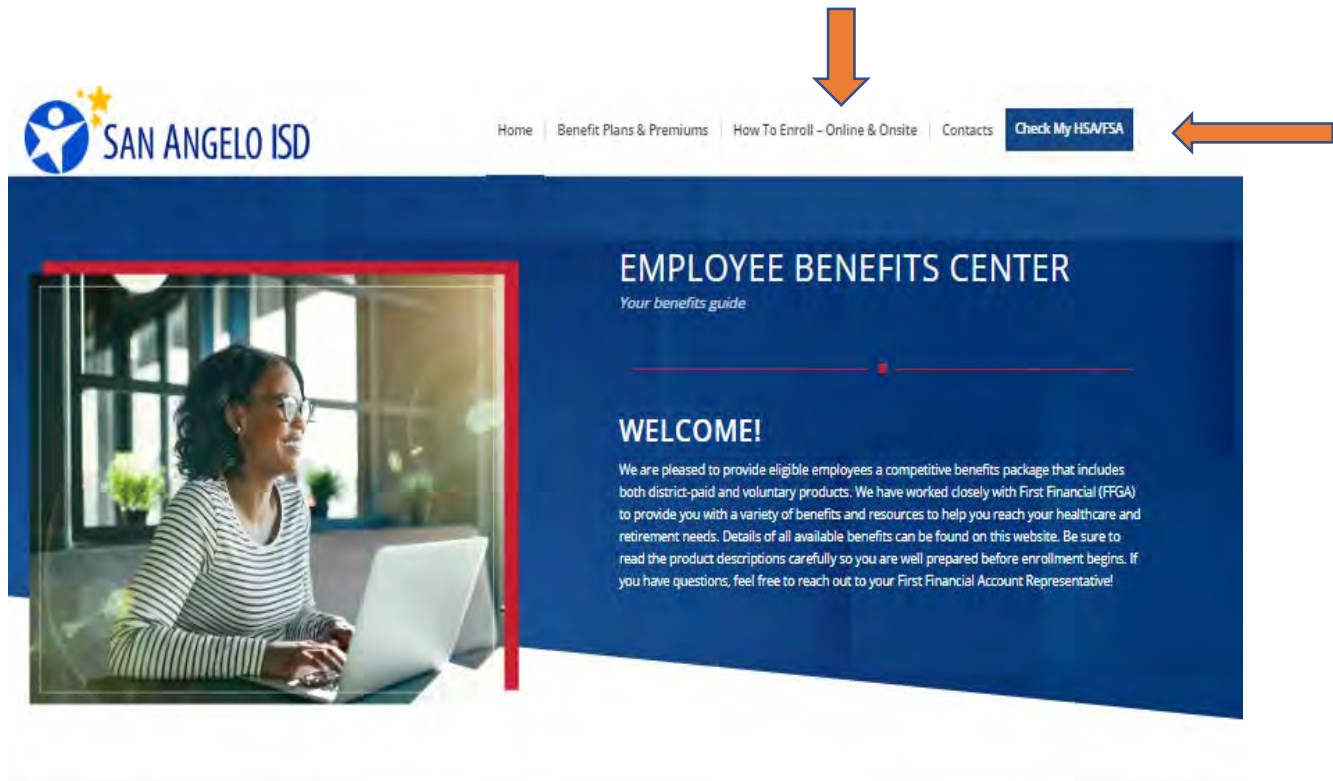 SAN ANGELO ISD
Home
Benefit Plans & Premiums
How To Enroll – Online & Onsite
Contacts
Check My HSA/FSA
EMPLOYEE BENEFITS CENTER
Your benefits guide
WELCOME!
We are pleased to provide eligible employees a competitive benefits package that includes
both district-paid and voluntary products. We have worked closely with First Financial (FFGA)
to provide you with a variety of benefits and resources to help you reach your healthcare and
retirement needs. Details of all available benefits can be found on this website. Be sure to
read the product descriptions carefully so you are well prepared before enrollment begins. If
you have questions, feel free to reach out to your First Financial Account Representative!